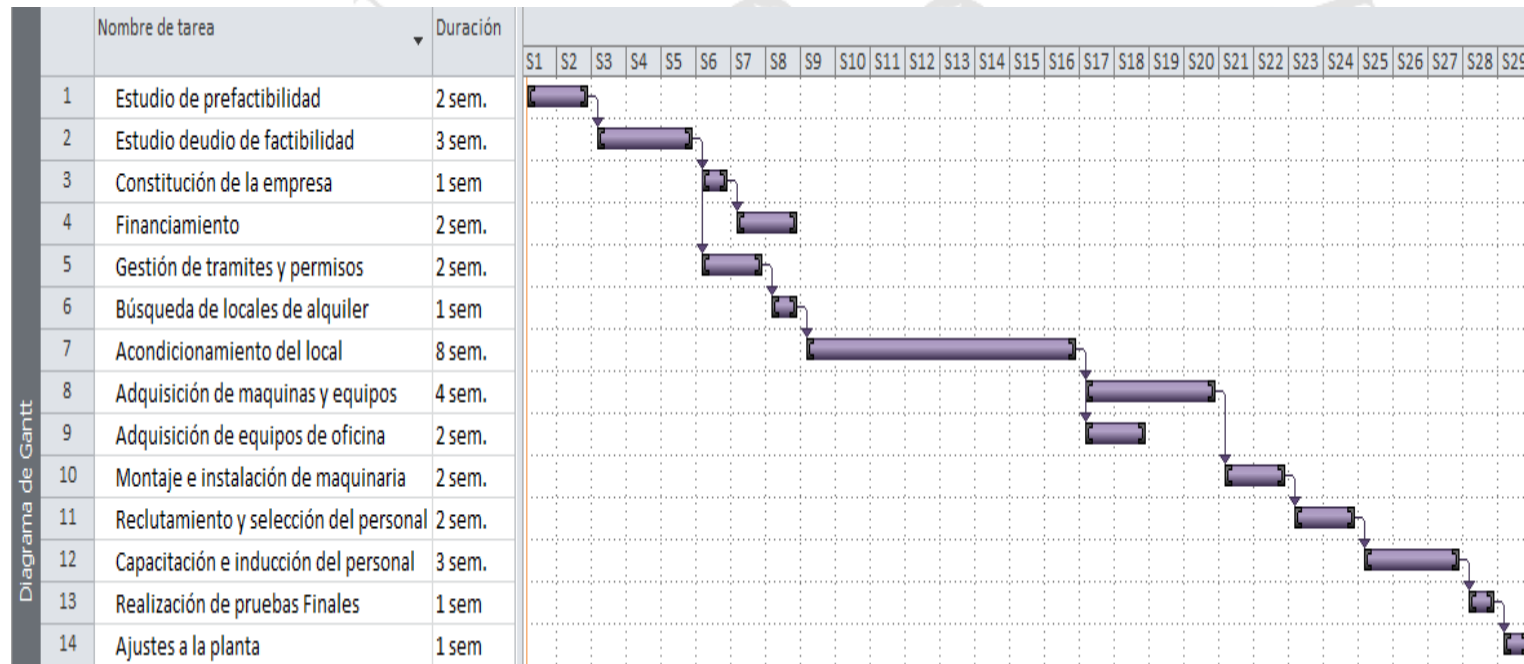 Nombre de tarea Duración
S1 S2 S3 S4 S5 S6 S7 S8 S9 S10 S11 S12 S13 S14 S15 S16 S17 S18 S19 S20 S21 S22 S23 S24 S25 S26 S27 S28 S29
1 Estudio de prefactibilidad 2 sem.
2 Estudio deudio de factibilidad 3 sem.
3 Constitución de la empresa 1 sem
4 Financiamiento 2 sem.
5 Gestión de tramites y permisos 2 sem.
6 Búsqueda de locales de alquiler 1 sem
7 Acondicionamiento del local 8 sem.
8 Adquisición de maquinas y equipos 4 sem.
9 Adquisición de equipos de oficina 2 sem.
10 Montaje e instalación de maquinaria 2 sem.
11 Reclutamiento y selección del personal 2 sem.
12 Capacitación e inducción del personal 3 sem.
13 Realización de pruebas Finales 1 sem
14 Ajustes a la planta 1 sem
Diagrama de Gantt